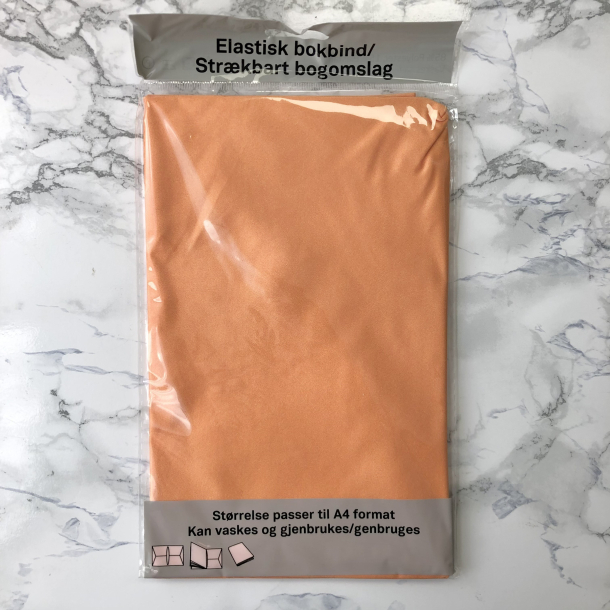 Elastisk bokbind/
Strækbart bogomslag
Størrelse passer til A4 format
Kan vaskes og gjenbrukes/genbruges